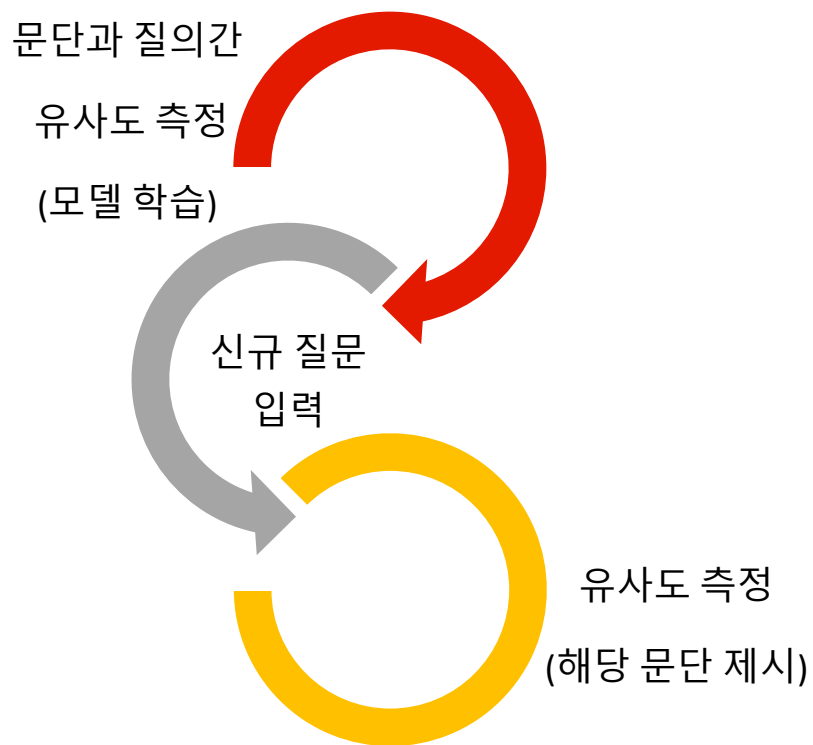 문단과 질의간
유사도 측정
(모델 학습)
신규 질문
입력
유사도 측정
(해당 문단 제시)